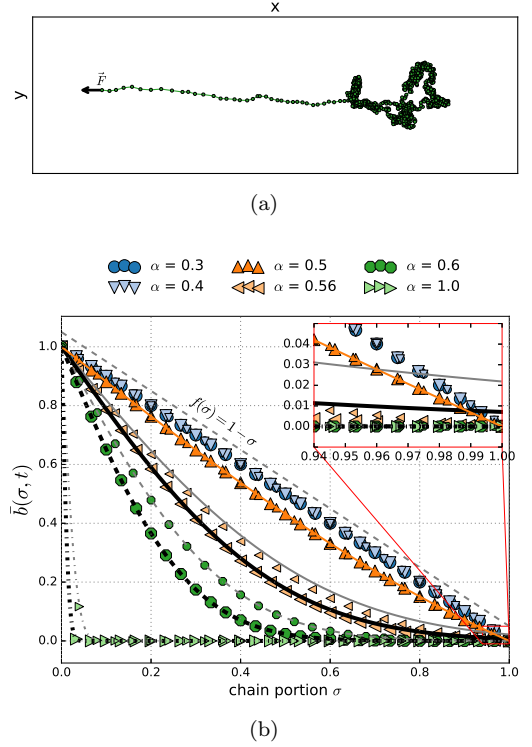 x
y
F⃗
(a)
α = 0.3 α = 0.5 α = 0.6
α = 0.4 α = 0.56 α = 1.0
1.0
0.8
0.6
0.4
0.2
0.0
b̄(σ, t)
f(σ) = 1 − σ
0.04
0.03
0.02
0.01
0.00
0.94 0.95 0.96 0.97 0.98 0.99 1.00
0.0 0.2 0.4 0.6 0.8 1.0
chain portion σ
(b)